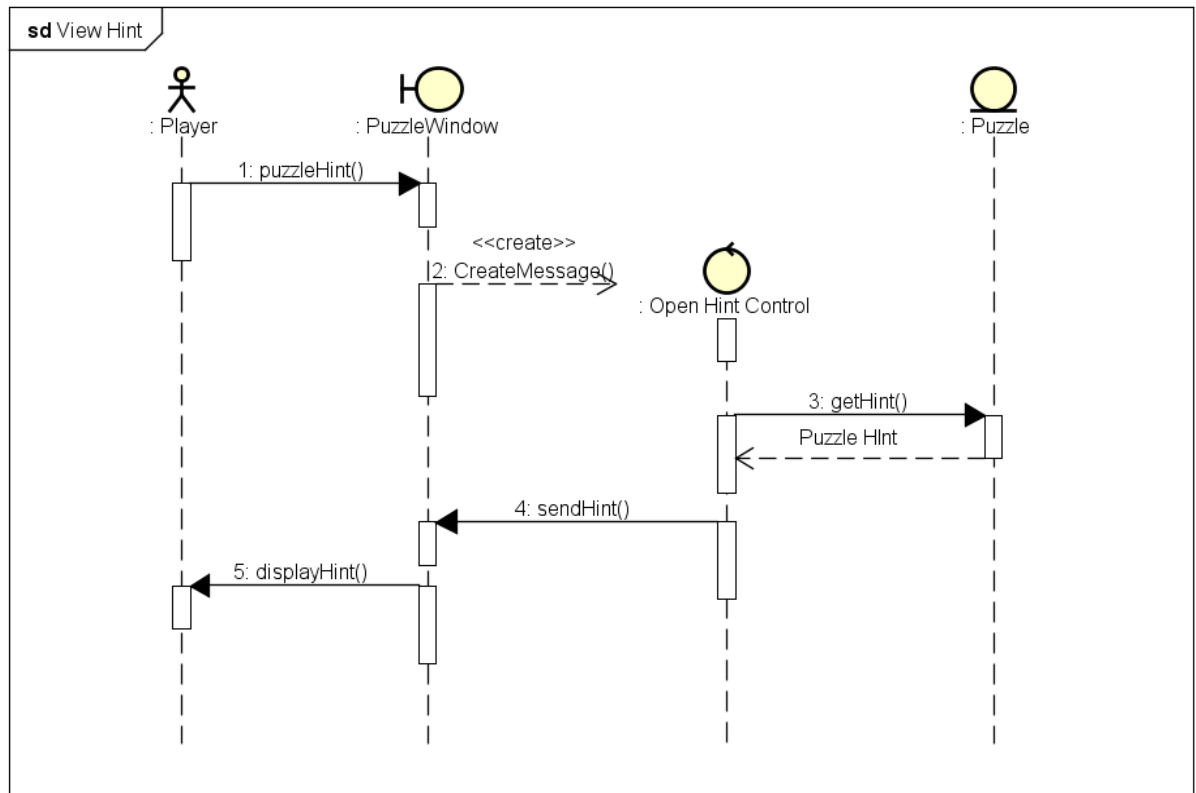 sd View Hint
: Player
: PuzzleWindow
: Puzzle
1: puzzleHint()
<<create>>
2: CreateMessage()
: Open Hint Control
3: getHint()
Puzzle HInt
4: sendHint()
5: displayHint()